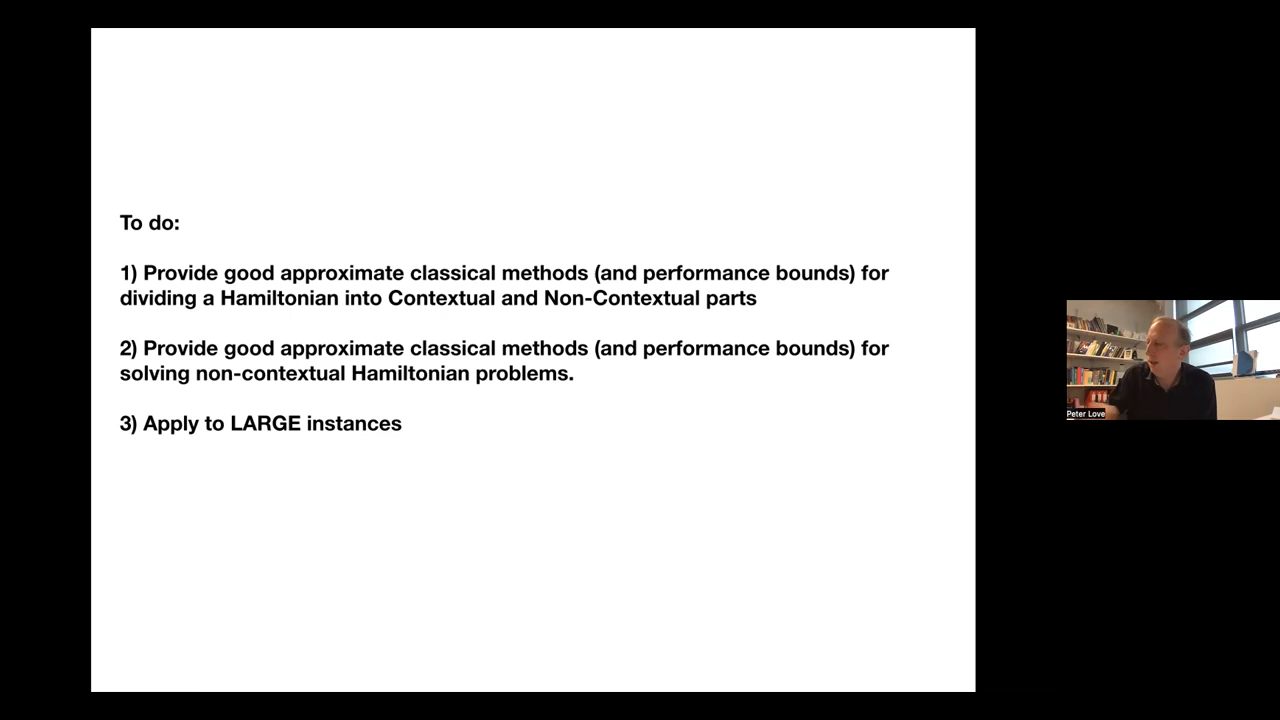 To do:
1) Provide good approximate classical methods (and performance bounds) for
dividing a Hamiltonian into Contextual and Non-Contextual parts
2) Provide good approximate classical methods (and performance bounds) for
solving non-contextual Hamiltonian problems.
3) Apply to LARGE instances
Peter Love